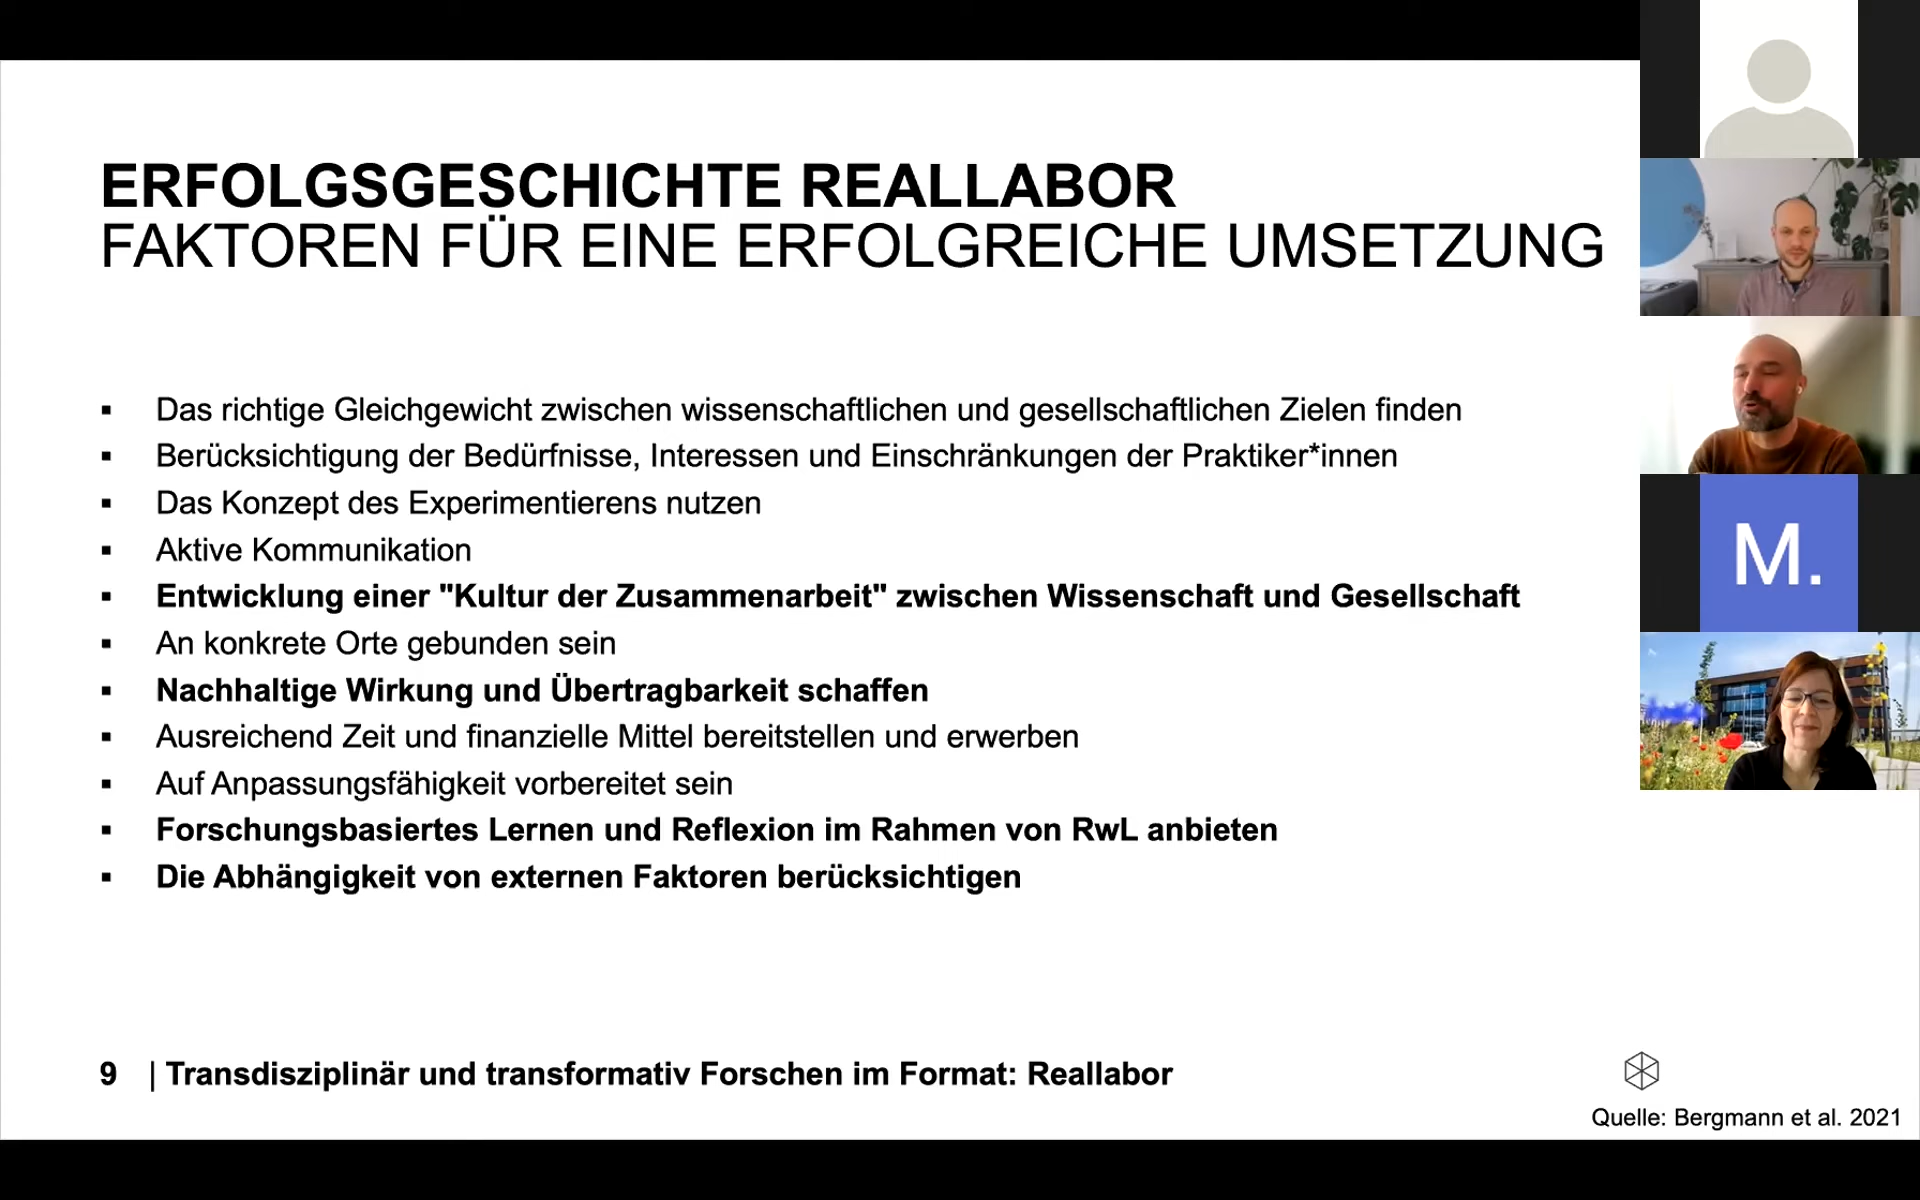 ERFOLGSGESCHICHTE REALLABOR
FAKTOREN FÜR EINE ERFOLGREICHE UMSETZUNG
▪ Das richtige Gleichgewicht zwischen wissenschaftlichen und gesellschaftlichen Zielen finden
▪ Berücksichtigung der Bedürfnisse, Interessen und Einschränkungen der Praktiker*innen
▪ Das Konzept des Experimentierens nutzen
▪ Aktive Kommunikation
▪ Entwicklung einer "Kultur der Zusammenarbeit" zwischen Wissenschaft und Gesellschaft
▪ An konkrete Orte gebunden sein
▪ Nachhaltige Wirkung und Übertragbarkeit schaffen
▪ Ausreichend Zeit und finanzielle Mittel bereitstellen und erwerben
▪ Auf Anpassungsfähigkeit vorbereitet sein
▪ Forschungsbasiertes Lernen und Reflexion im Rahmen von RwL anbieten
▪ Die Abhängigkeit von externen Faktoren berücksichtigen
9 | Transdisziplinär und transformativ Forschen im Format: Reallabor
Quelle: Bergmann et al. 2021
M.